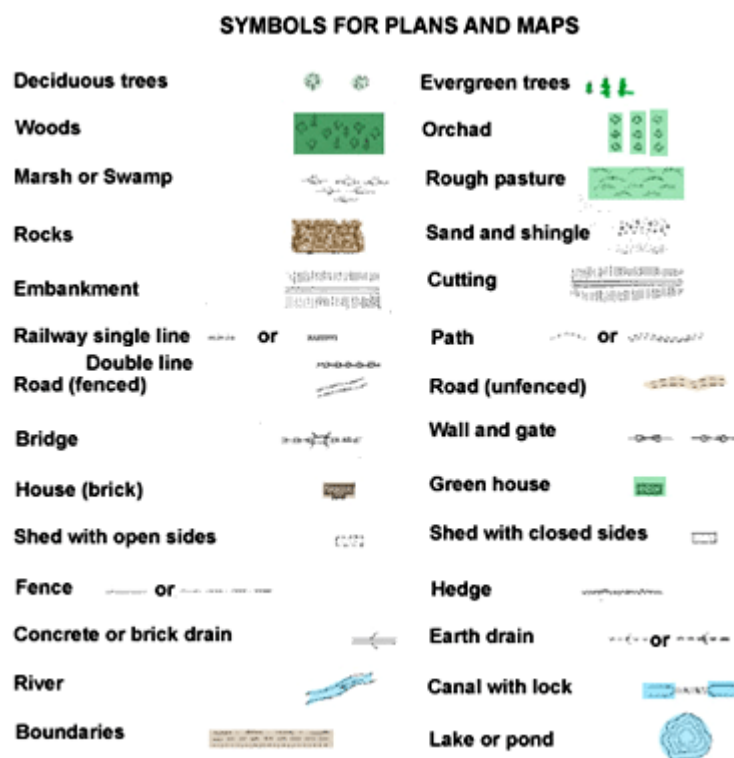 SYMBOLS FOR PLANS AND MAPS
Deciduous trees
Evergreen trees
Woods
Orchad
Marsh or Swamp
Rough pasture
Rocks
Sand and shingle
Embankment
Cutting
Railway single line or
Path or
Double line
Road (fenced)
Road (unfenced)
Bridge
Wall and gate
House (brick)
Green house
Shed with open sides
Shed with closed sides
Fence or
Hedge
Concrete or brick drain
Earth drain or
River
Canal with lock
Boundaries
Lake or pond